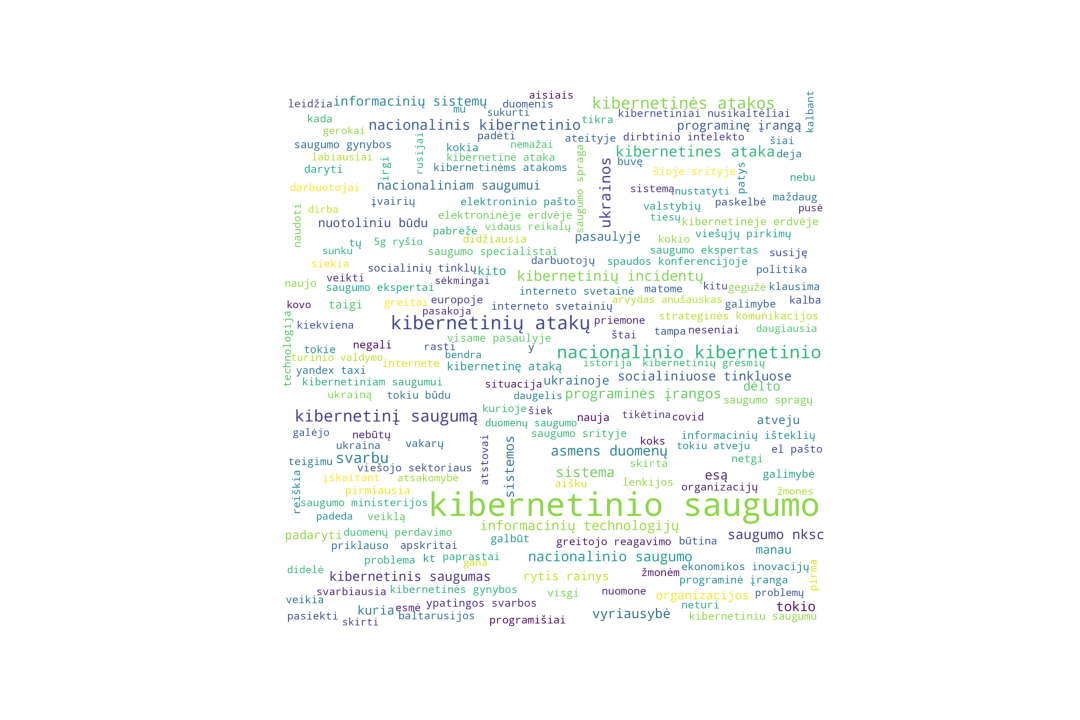 aisiais
leidžia informacinių sistemų duomenis kibernetinės atakos
mu sukurti kibernetiniai nusikaltėliai kalbant
kada nacionalinis kibernetinio tikra programinę įrangą
gerokai padėti ateityje dirbtinio intelekto šiai
saugumo gynybos rusijai kokia nemažai kibernetines ataka deja
labiausiai irgi kibernetinė ataka saugumo spraga buvę
daryti kibernetinėms atakoms šioje srityje patys nebu
darbuotojai nacionaliniam saugumui ukrainos sistemą nustatyti maždaug
įvairių elektroninio pašto valstybių paskelbė pusė
naudoti dirba nuotoliniu būdu elektroninėje erdvėje tiesų kibernetinėje erdvėje
pabrėžė vidaus reikalų pasaulyje kokio viešųjų pirkimų
tų 5g ryšio didžiausia
sunku saugumo specialistai saugumo ekspertas susiję
siekia socialinių tinklų kito darbuotojų spaudos konferencijoje politika
naujo veikti sėkmingai kibernetinių incidentų
saugumo ekspertai interneto svetainė matome kitų gegužė klausima
kovo taigi greitai europoje interneto svetainių arvydas anušauskas galimybe kalba
pasakoja strateginės komunikacijos
technologija kiekviena kibernetinių atakų priemone tampa neseniai daugiausia
visame pasaulyje štai
tokie negali rasti y nacionalinio kibernetinio
turinio valdymo bendra
yandex taxi internete kibernetinę ataką istorija kibernetinių grėsmių
kibernetiniam saugumui situacija ukrainoje socialiniuose tinkluose
ukrainą tokiu būdu daugelis programinės įrangos dėlto
saugumo spragų
kibernetinį saugumą kurioje šiek nauja tikėtina covid atveju
duomenų saugumo
galėjo nebūtų saugumo srityje koks informacinių išteklių
ukraina vakarų atstovai sistemos asmens duomenų tokiu atveju el pašto
teigimu svarbu netgi
viešojo sektoriaus skirta
reiškia įskaitant atsakomybė sistema esą galimybė
aišku lenkijos organizacijų žmones
pirmiausia
saugumo ministerijos kibernetinio saugumo
padeda veiklą
informacinių technologijų
padaryti duomenų perdavimo galbūt greitojo reagavimo būtina saugumo nksc
priklauso apskritai
problema kt paprastai nacionalinio saugumo manau
gana
didelė kibernetinis saugumas rytis rainys žmonėm ekonomikos inovacijų pirma
programinė įranga
svarbiausia kibernetinės gynybos visgi nuomone organizacijos problemų
veikia
kuria esmė ypatingos svarbos neturi tokio
pasiekti baltarusijos vyriausybė
skirti programišiai kibernetiniu saugumu